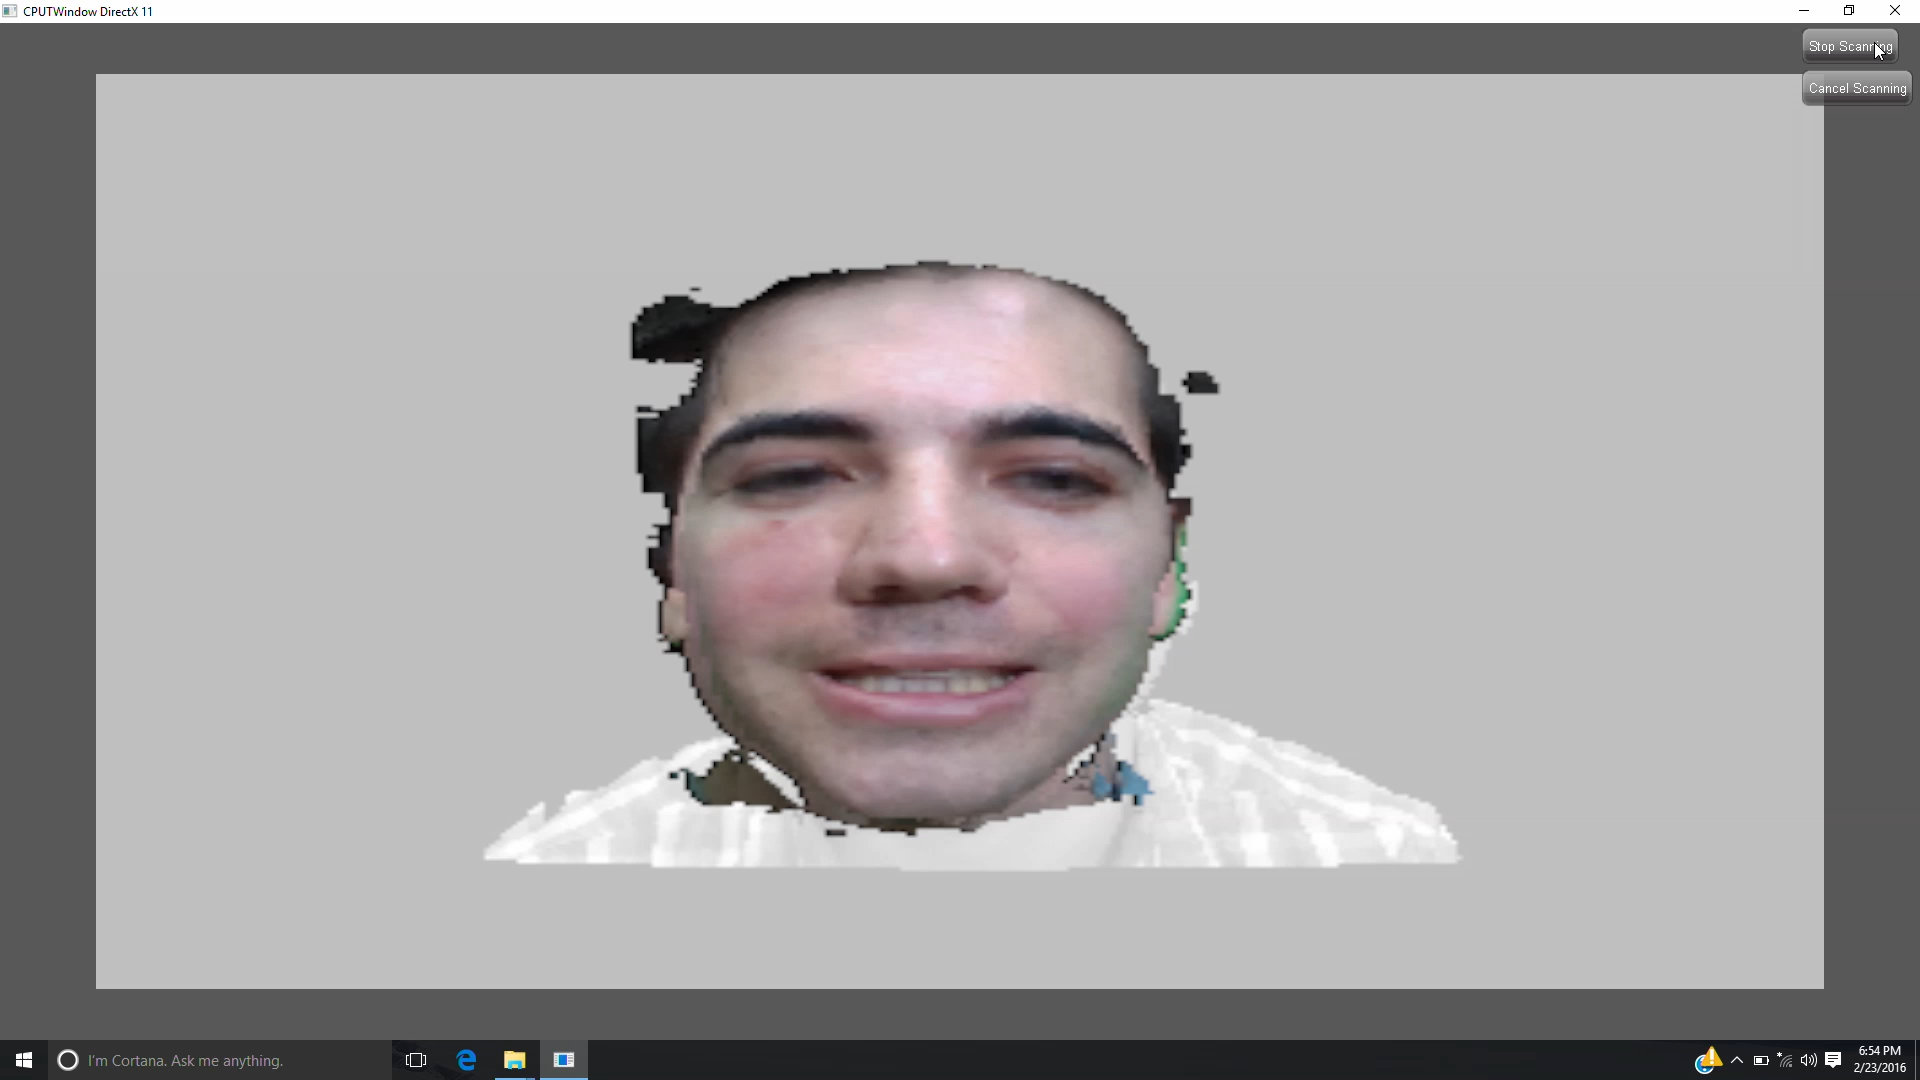 CPUTWindow DirectX 11
Stop Scanning
Cancel Scanning
I'm Cortana. Ask me anything.
6:54 PM
2/23/2016